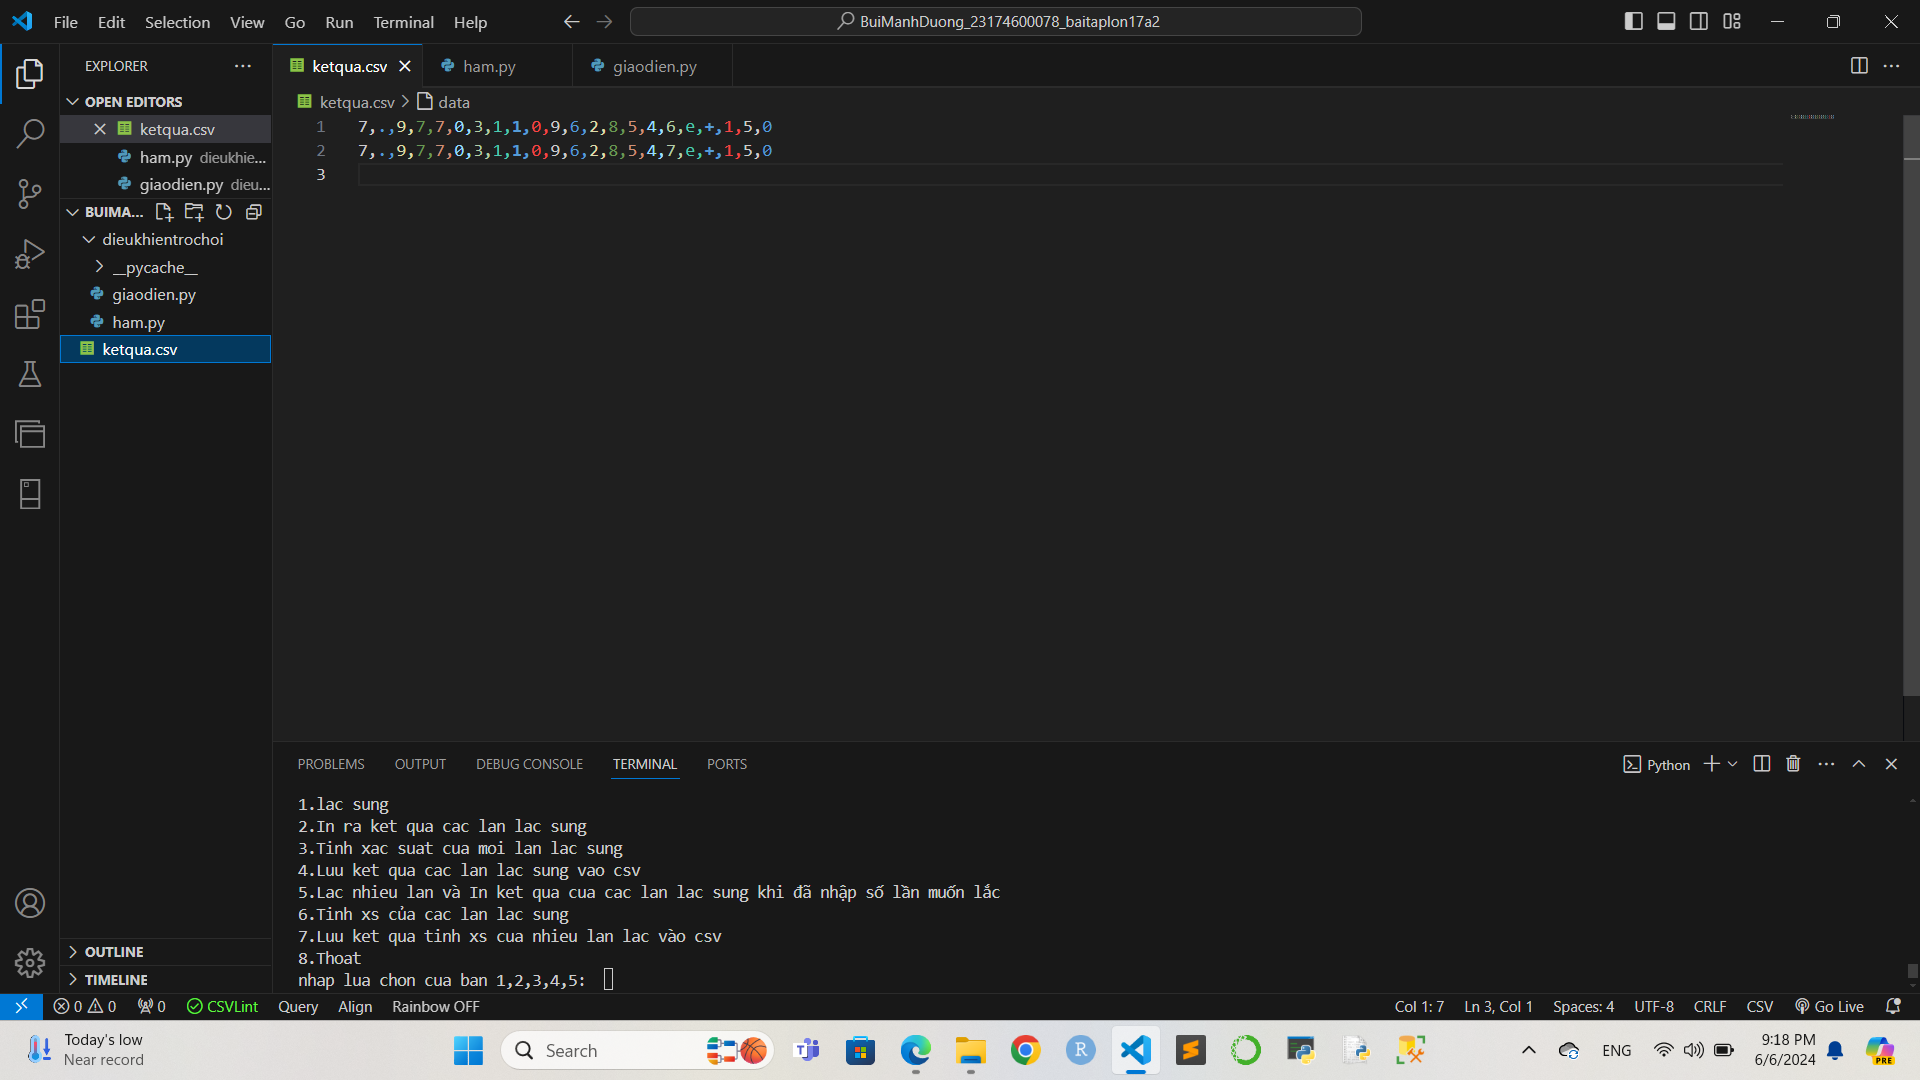 File Edit Selection View Go Run Terminal Help
BuiManhDuong_23174600078_baitaplon17a2
EXPLORER
OPEN EDITORS
ketqua.csv
ham.py dieukhie...
giaodien.py dieu...
BUIMA...
dieukhientrochoi
__pycache__
giaodien.py
ham.py
ketqua.csv
OUTLINE
TIMELINE
ketqua.csv ham.py giaodien.py
ketqua.csv data
1 7,.,9,7,7,0,3,1,1,0,9,6,2,8,5,4,6,e,+,1,5,0
2 7,.,9,7,7,0,3,1,1,0,9,6,2,8,5,4,7,e,+,1,5,0
3
PROBLEMS OUTPUT DEBUG CONSOLE TERMINAL PORTS
Python
1.lac sung
2.In ra ket qua cac lan lac sung
3.Tinh xac suat cua moi lan lac sung
4.Luu ket qua cac lan lac sung vao csv
5.Lac nhieu lan và In ket qua cua cac lan lac sung khi đã nhập số lần muốn lắc
6.Tinh xs của cac lan lac sung
7.Luu ket qua tinh xs cua nhieu lan lac vào csv
8.Thoat
nhap lua chon cua ban 1,2,3,4,5:
0 0 0 CSVLint Query Align Rainbow OFF
Col 1: 7 Ln 3, Col 1 Spaces: 4 UTF-8 CRLF CSV Go Live
Today's low
Near record
Search
R
PRE
ENG
9:18 PM
6/6/2024